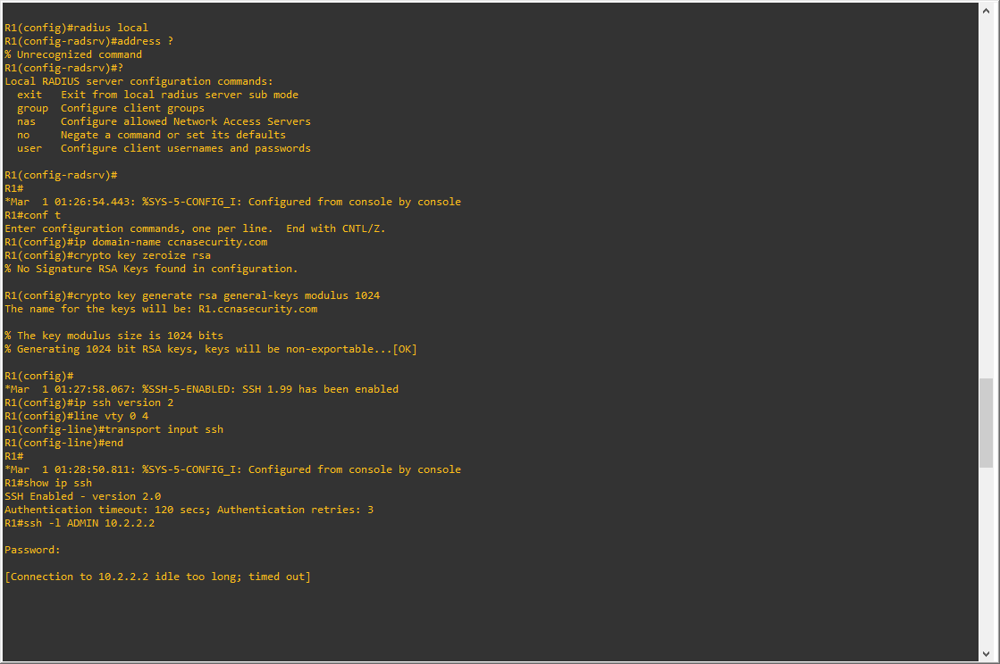 R1(config)#radius local
R1(config-radsrv)#address ?
% Unrecognized command
R1(config-radsrv)#?
Local RADIUS server configuration commands:
  exit   Exit from local radius server sub mode
  group  Configure client groups
  nas    Configure allowed Network Access Servers
  no     Negate a command or set its defaults
  user   Configure client usernames and passwords

R1(config-radsrv)#
R1#
*Mar  1 01:26:54.443: %SYS-5-CONFIG_I: Configured from console by console
R1#conf t
Enter configuration commands, one per line.  End with CNTL/Z.
R1(config)#ip domain-name ccnasecurity.com
R1(config)#crypto key zeroize rsa
% No Signature RSA Keys found in configuration.

R1(config)#crypto key generate rsa general-keys modulus 1024
The name for the keys will be: R1.ccnasecurity.com

% The key modulus size is 1024 bits
% Generating 1024 bit RSA keys, keys will be non-exportable...[OK]

R1(config)#
*Mar  1 01:27:58.067: %SSH-5-ENABLED: SSH 1.99 has been enabled
R1(config)#ip ssh version 2
R1(config)#line vty 0 4
R1(config-line)#transport input ssh
R1(config-line)#end
R1#
*Mar  1 01:28:50.811: %SYS-5-CONFIG_I: Configured from console by console
R1#show ip ssh
SSH Enabled - version 2.0
Authentication timeout: 120 secs; Authentication retries: 3
R1#ssh -l ADMIN 10.2.2.2

Password:

[Connection to 10.2.2.2 idle too long; timed out]